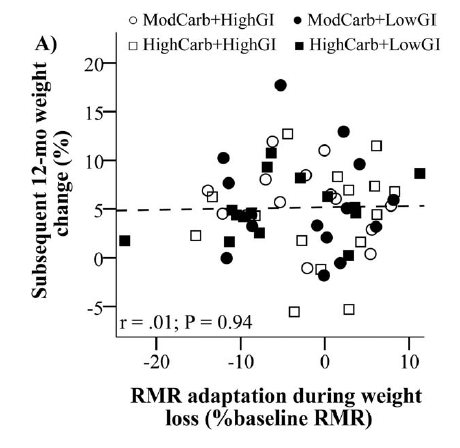 ModCarb+HighGI ModCarb+LowGI
A) HighCarb+HighGI HighCarb+LowGI
20
15
10
5
0
-5
Subsequent 12-mo weight
change (%)
r = .01; P = 0.94
-20 -10 0 10
RMR adaptation during weight
loss (%baseline RMR)